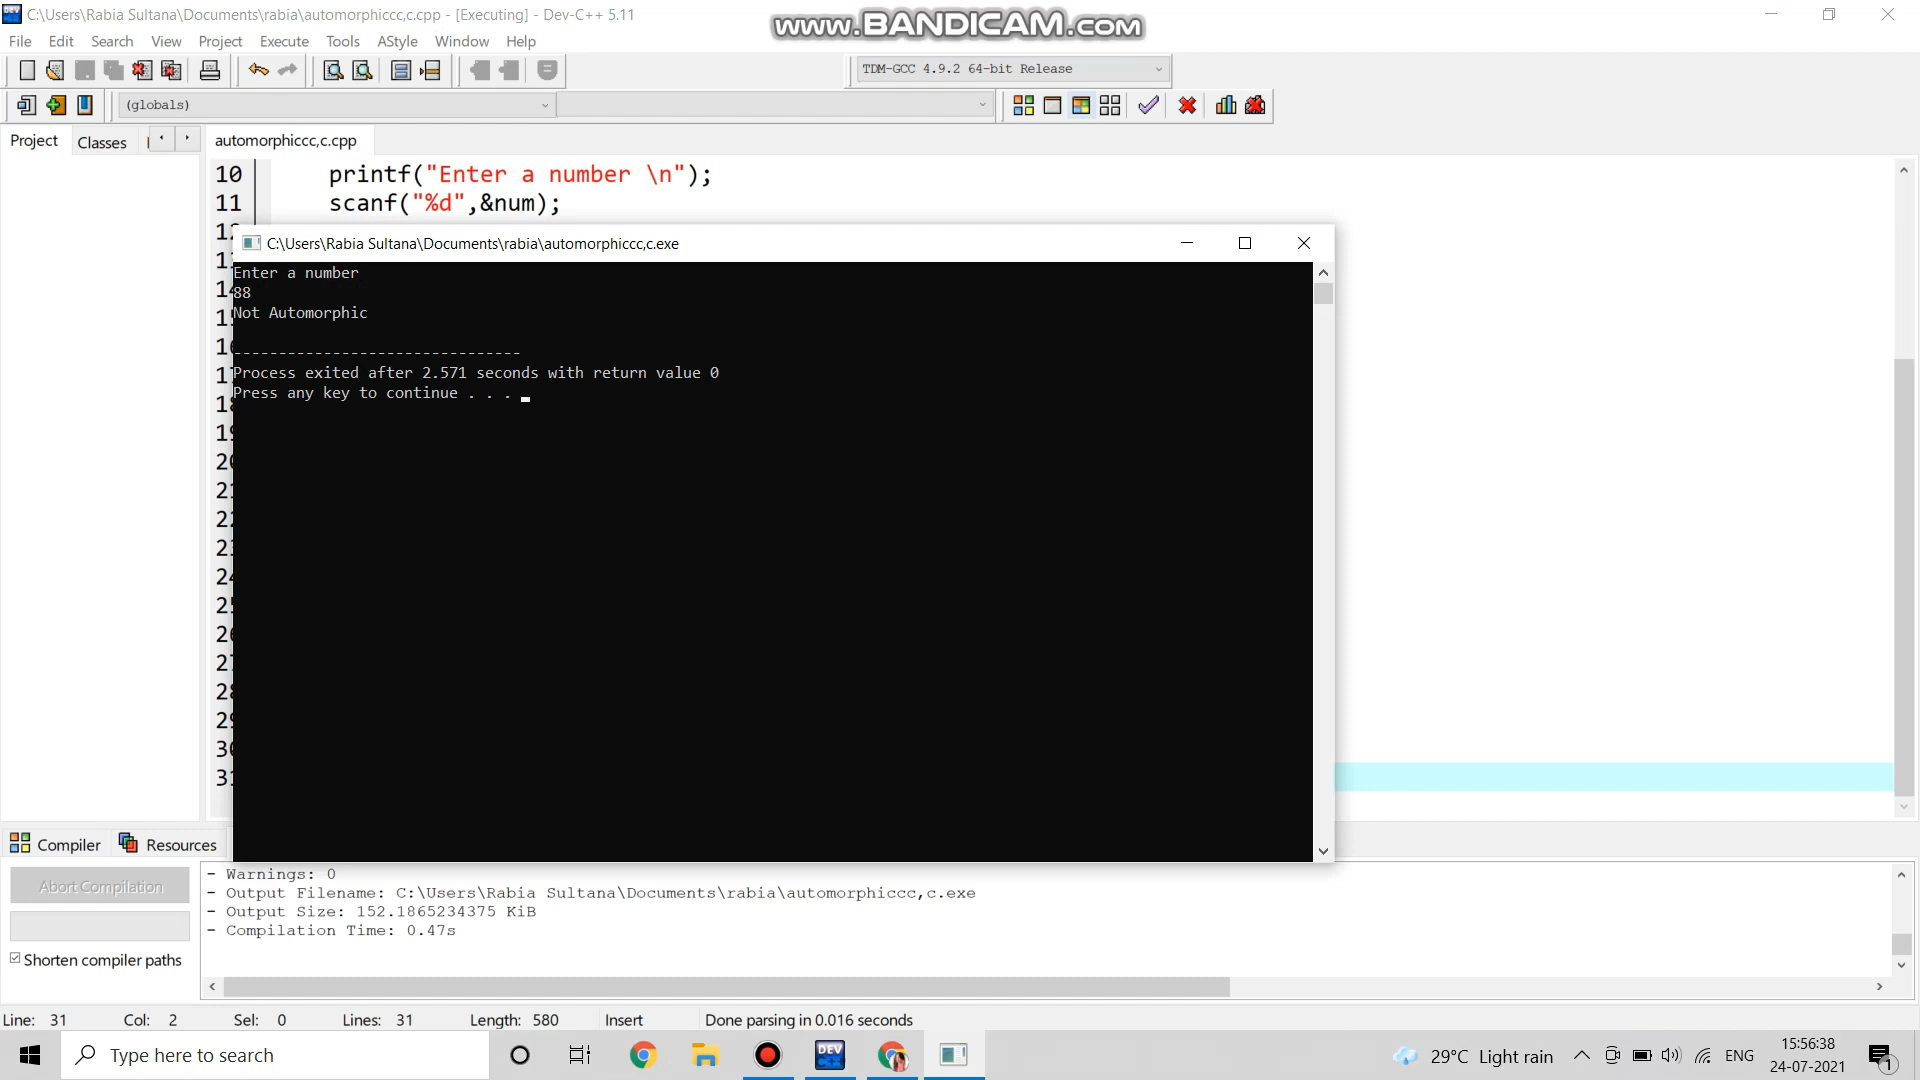 C:\Users\Rabia Sultana\Documents\rabia\automorphiccc,c.cpp - [Executing] - Dev-C++ 5.11
www.BANDICAM.com
File Edit Search View Project Execute Tools AStyle Window Help
TDM-GCC 4.9.2 64-bit Release
(globals)
Project Classes automorphiccc,c.cpp
10 printf("Enter a number \n");
11 scanf("%d",&num);
C:\Users\Rabia Sultana\Documents\rabia\automorphiccc,c.exe
Enter a number
88
Not Automorphic
--------------------------------
Process exited after 2.571 seconds with return value 0
Press any key to continue . . .
Compiler Resources
Abort Compilation
Shorten compiler paths
- Warnings: 0
- Output Filename: C:\Users\Rabia Sultana\Documents\rabia\automorphiccc,c.exe
- Output Size: 152.1865234375 KiB
- Compilation Time: 0.47s
Line: 31 Col: 2 Sel: 0 Lines: 31 Length: 580 Insert Done parsing in 0.016 seconds
Type here to search
DEV C++
29°C Light rain
ENG
15:56:38
24-07-2021
1